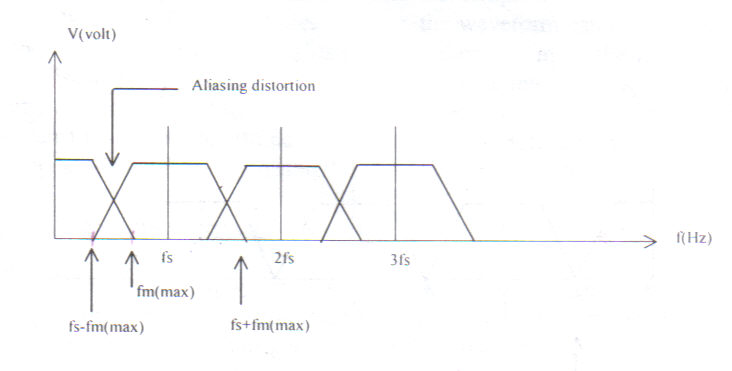 V(volt)
Aliasing distortion
f(Hz)
fs
2fs
3fs
fm(max)
fs-fm(max)
fs+fm(max)